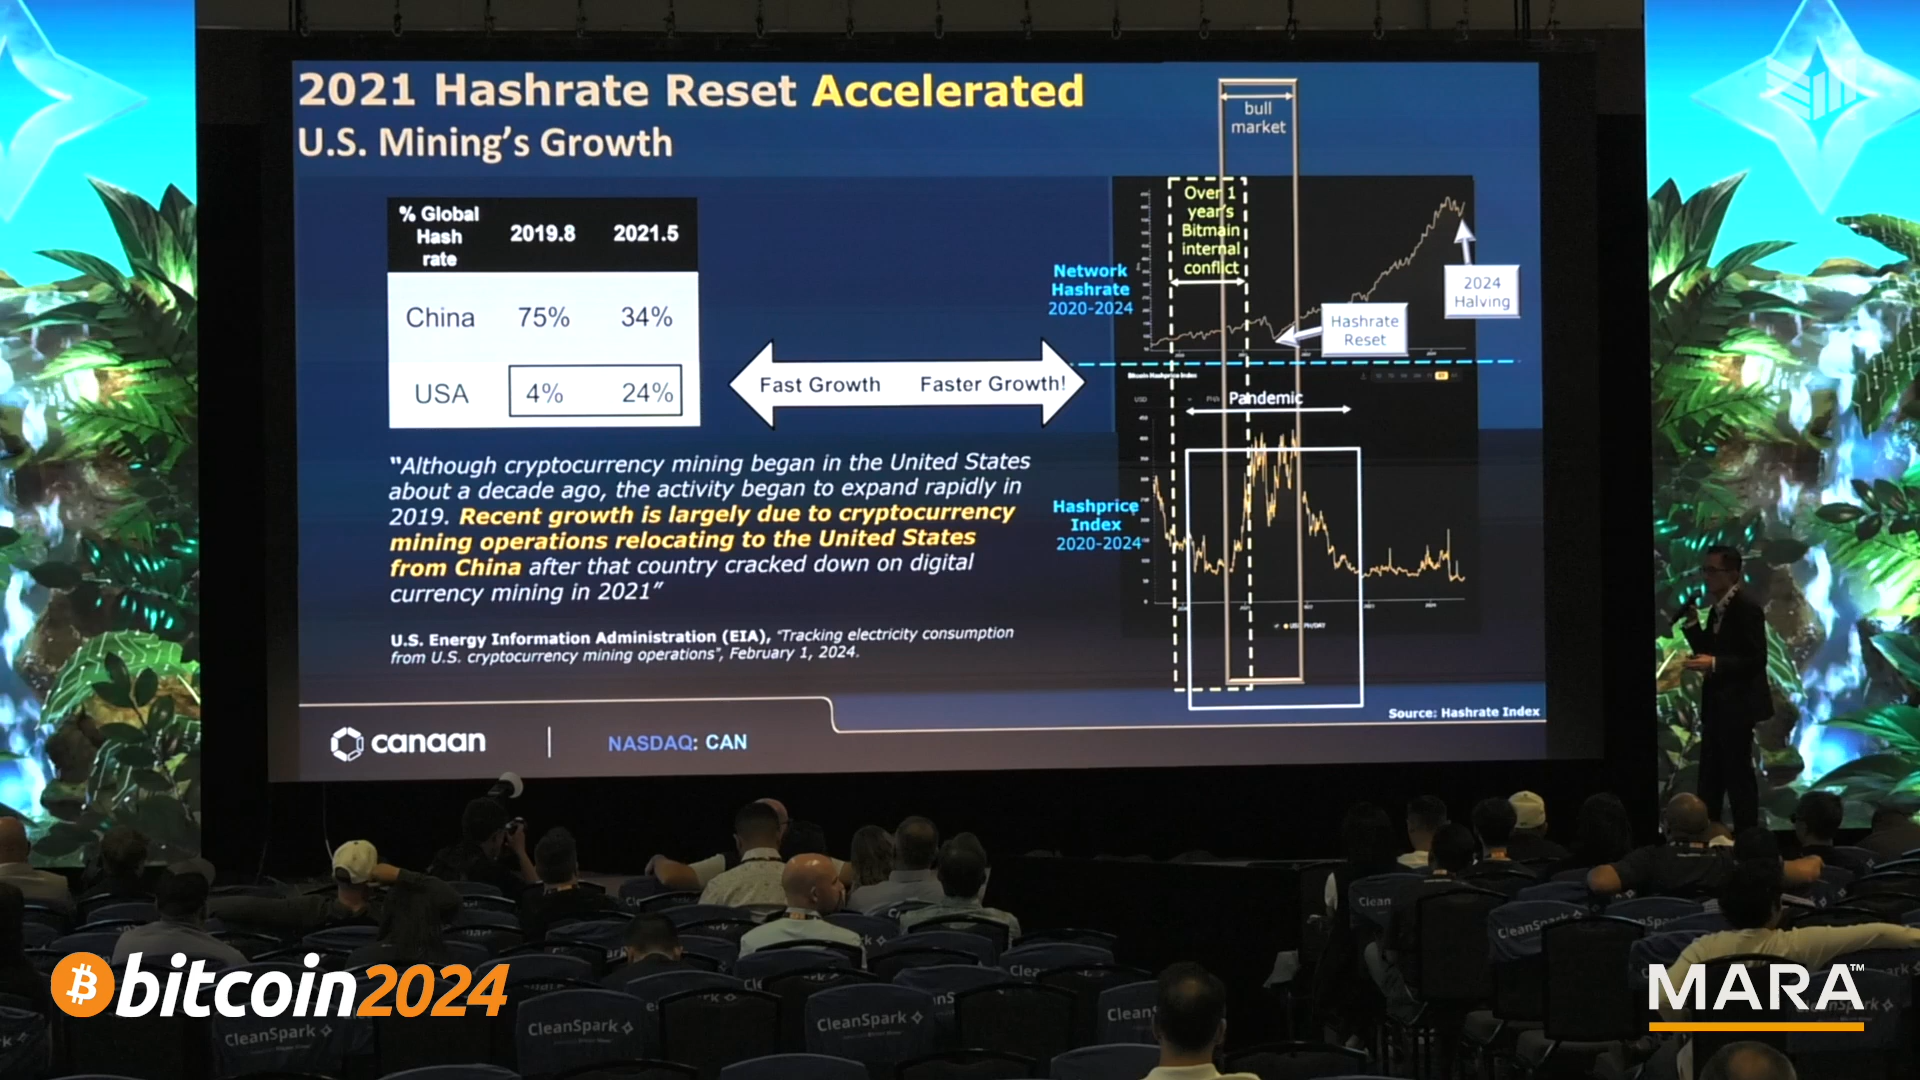 2021 Hashrate Reset Accelerated
U.S. Mining's Growth
% Global
Hash
rate
2019.8
2021.5
China
75%
34%
USA
4%
24%
Fast Growth
Faster Growth!
"Although cryptocurrency mining began in the United States
about a decade ago, the activity began to expand rapidly in
2019. Recent growth is largely due to cryptocurrency
mining operations relocating to the United States
from China after that country cracked down on digital
currency mining in 2021"
U.S. Energy Information Administration (EIA), "Tracking electricity consumption
from U.S. cryptocurrency mining operations", February 1, 2024.
bull
market
Over 1
year's
Bitmain
internal
conflict
Network
Hashrate
2020-2024
2024
Halving
Hashrate
Reset
Bitcoin Hashprice Index
USD
Pandemic
Hashprice
Index
2020-2024
Source: Hashrate Index
canaan
NASDAQ: CAN
bitcoin2024
MARA™
CleanSpark
CleanSpark
CleanSpark
CleanSpark